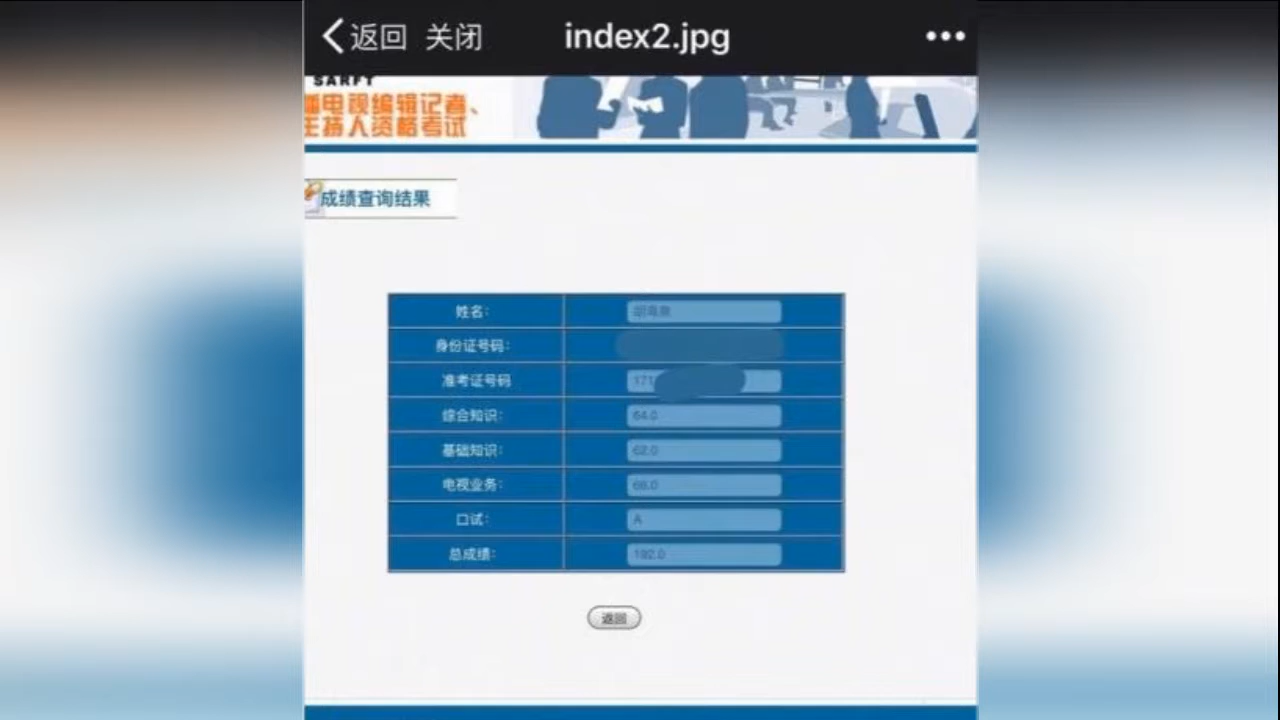 返回 关闭 index2.jpg
SARFT
播电视编辑记者、
主持人资格考试
成绩查询结果
姓名：
身份证号码：
准考证号码 171
综合知识： 64.0
基础知识： 62.0
电视业务： 66.0
口试： A
总成绩： 192.0
返回